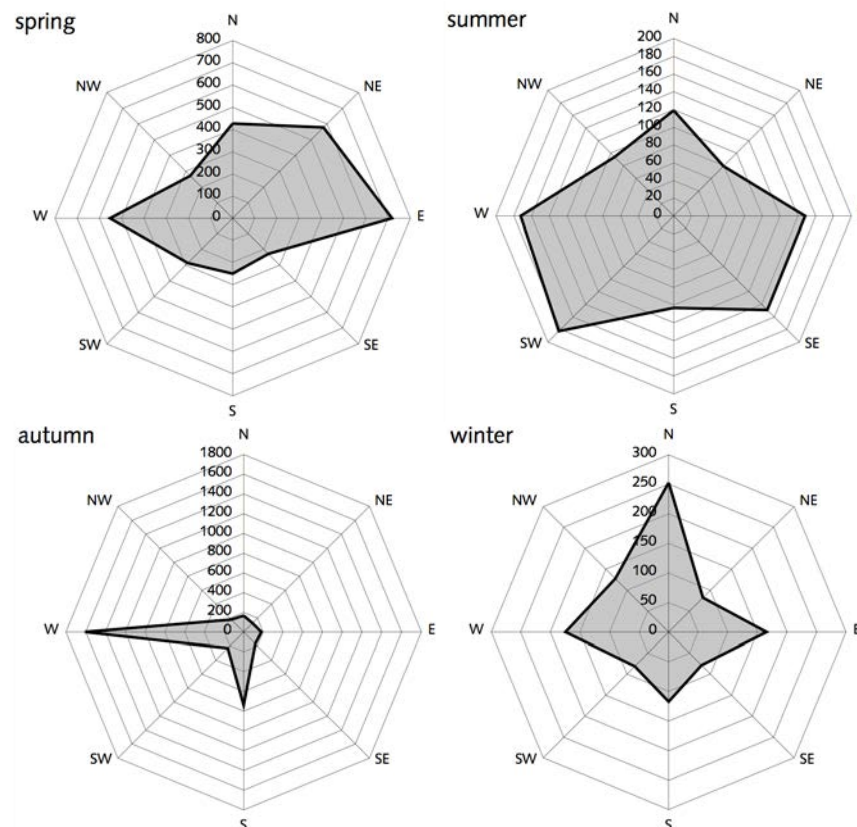 spring
N
NE
E
SE
S
SW
W
NW
800
700
600
500
400
300
200
100
0
summer
N
NE
SE
S
SW
W
NW
200
180
160
140
120
100
80
60
40
20
0
autumn
N
NE
E
SE
S
SW
W
NW
1800
1600
1400
1200
1000
800
600
400
200
0
winter
N
NE
E
SE
S
SW
W
NW
300
250
200
150
100
50
0